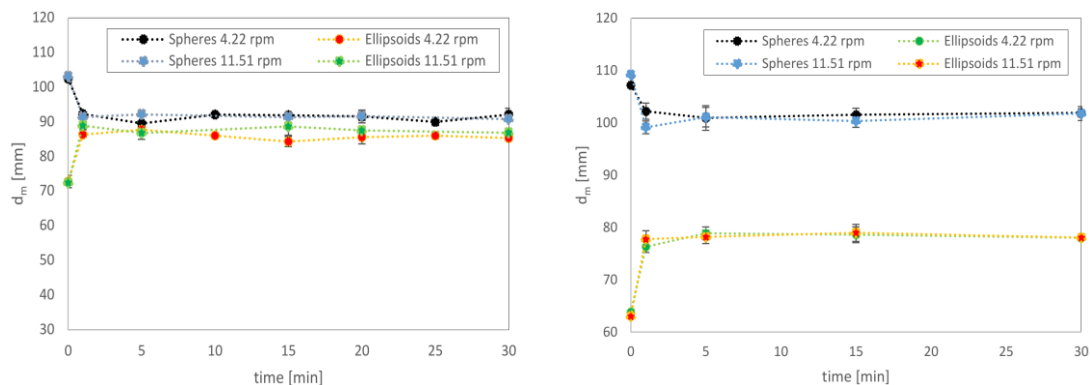 120
110
100
90
80
70
60
50
40
30
d_m [mm]
Spheres 4.22 rpm
Ellipsoids 4.22 rpm
Spheres 11.51 rpm
Ellipsoids 11.51 rpm
0 5 10 15 20 25 30
time [min]
120
110
100
90
80
70
60
d_m [mm]
Spheres 4.22 rpm
Ellipsoids 4.22 rpm
Spheres 11.51 rpm
Ellipsoids 11.51 rpm
0 5 10 15 20 25 30
time [min]